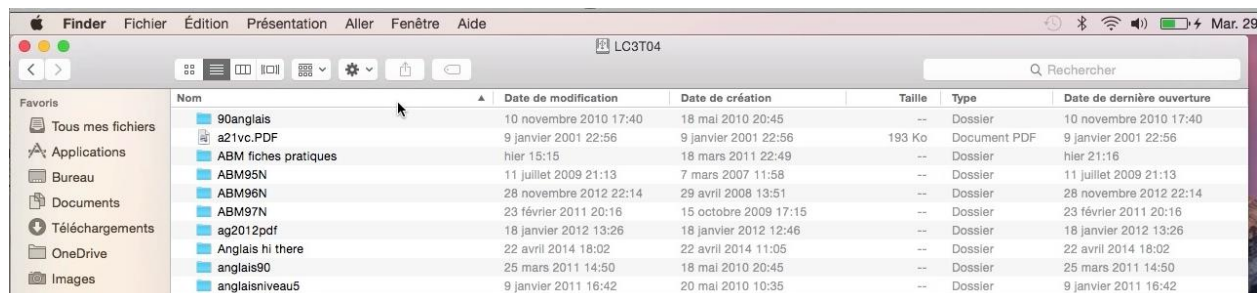 Finder Fichier Édition Présentation Aller Fenêtre Aide Mar. 29
LC3T04
Rechercher
Favoris
Tous mes fichiers
Applications
Bureau
Documents
Téléchargements
OneDrive
Images
Nom Date de modification Date de création Taille Type Date de dernière ouverture
90anglais 10 novembre 2010 17:40 18 mai 2010 20:45 -- Dossier 10 novembre 2010 17:40
a21vc.PDF 9 janvier 2001 22:56 9 janvier 2001 22:56 193 Ko Document PDF 9 janvier 2001 22:56
ABM fiches pratiques hier 15:15 18 mars 2011 22:49 -- Dossier hier 21:16
ABM95N 11 juillet 2009 21:13 7 mars 2007 11:58 -- Dossier 11 juillet 2009 21:13
ABM96N 28 novembre 2012 22:14 29 avril 2008 13:51 -- Dossier 28 novembre 2012 22:14
ABM97N 23 février 2011 20:16 15 octobre 2009 17:15 -- Dossier 23 février 2011 20:16
ag2012pdf 18 janvier 2012 13:26 18 janvier 2012 12:46 -- Dossier 18 janvier 2012 13:26
Anglais hi there 22 avril 2014 18:02 22 avril 2014 11:05 -- Dossier 22 avril 2014 18:02
anglais90 25 mars 2011 14:50 18 mai 2010 20:45 -- Dossier 25 mars 2011 14:50
anglaisniveau5 9 janvier 2011 16:42 20 mai 2010 10:35 -- Dossier 9 janvier 2011 16:42